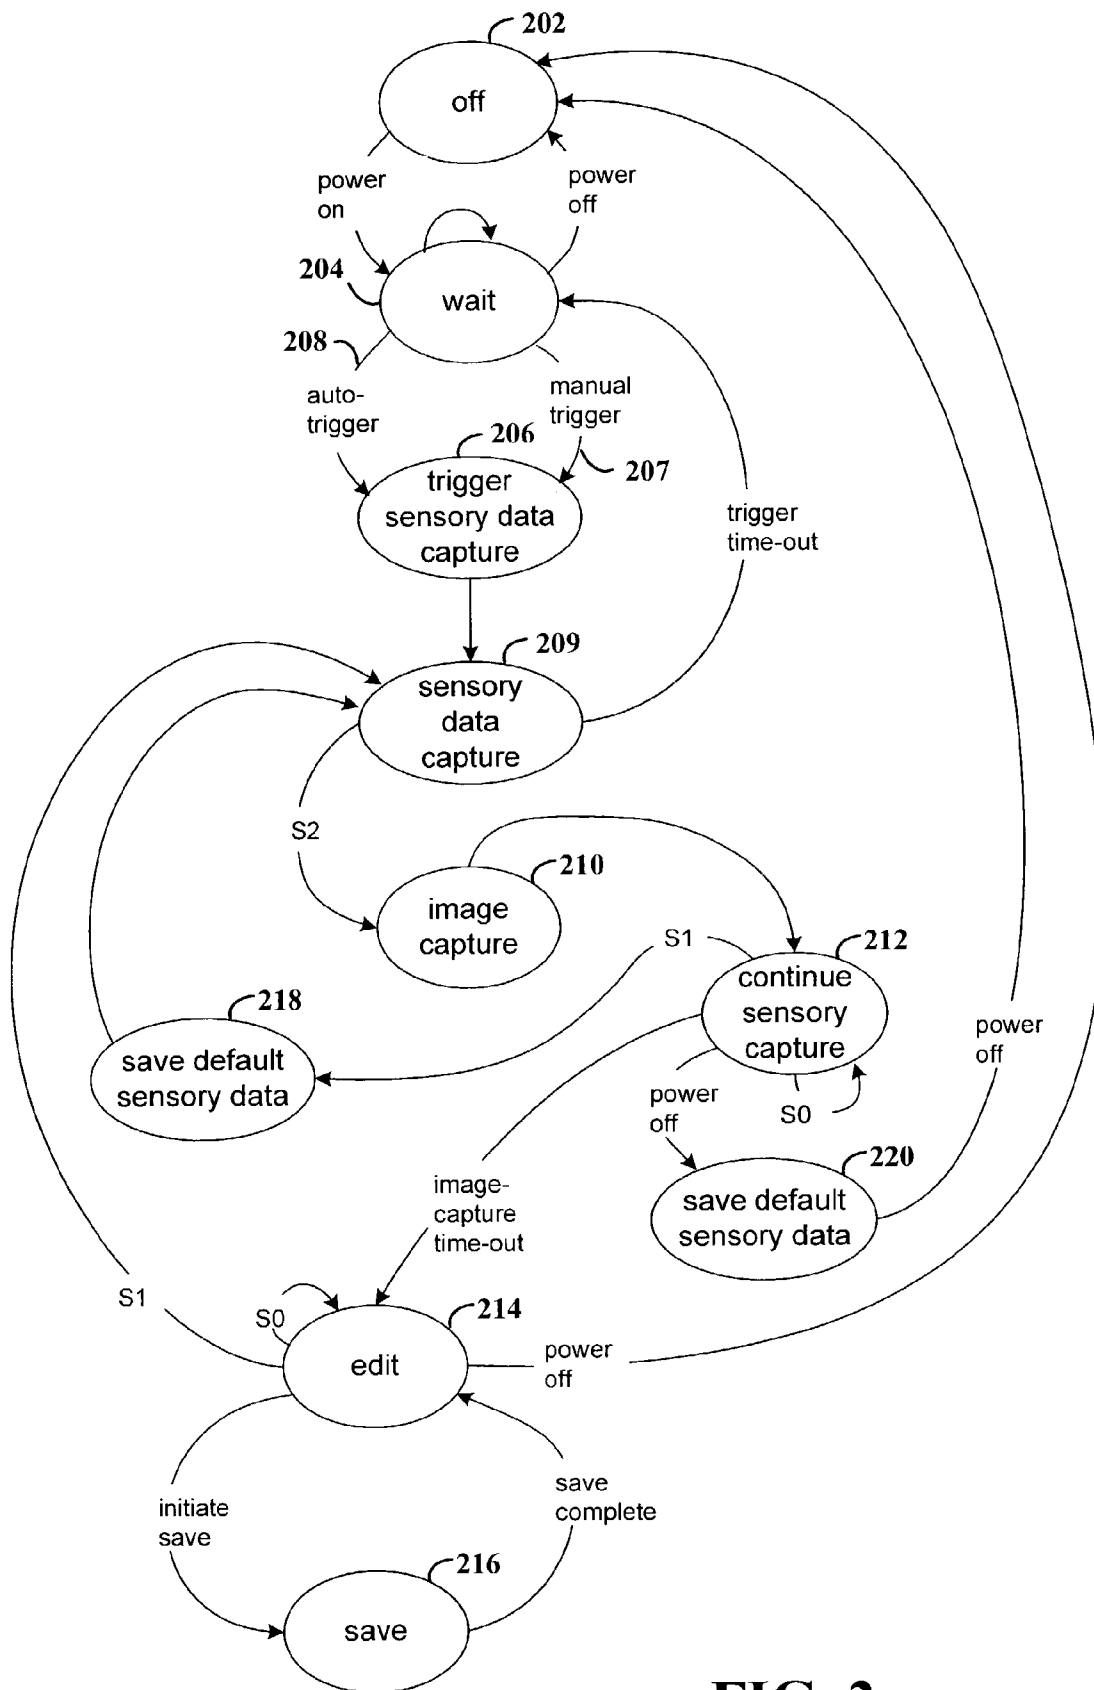 202
off
power
on
power
off
204
wait
208
auto-
trigger
manual
trigger
206
207
trigger
sensory data
capture
trigger
time-out
209
sensory
data
capture
S2
210
image
capture
S1
212
continue
sensory
capture
218
save default
sensory data
power
off
S0
power
off
220
save default
sensory data
image-
capture
time-out
S1
S0
214
edit
power
off
initiate
save
save
complete
216
save